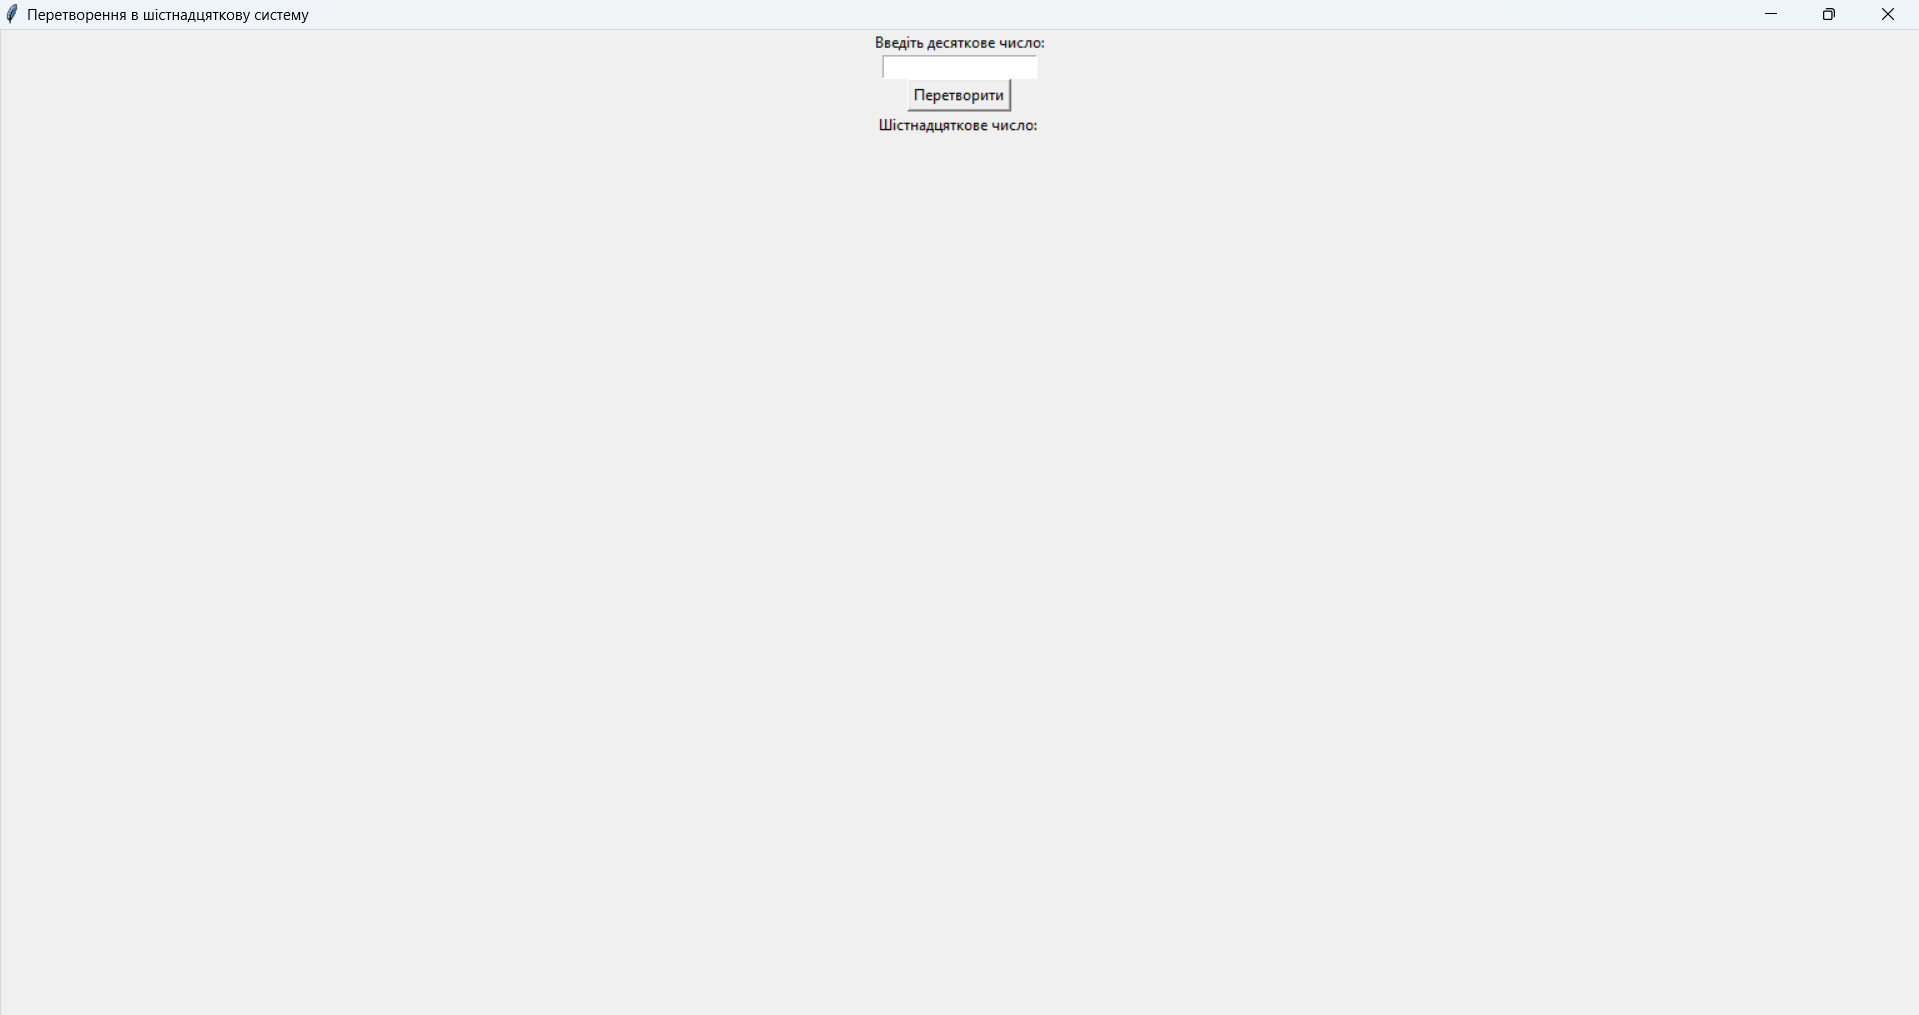 Перетворення в шістнадцяткову систему
Введіть десяткове число:
Перетворити
Шістнадцяткове число: